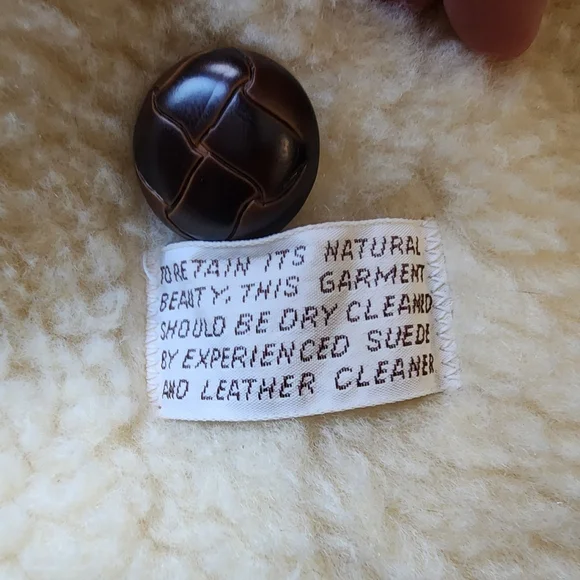 TO RETAIN ITS NATURAL
BEAUTY, THIS GARMENT
SHOULD BE DRY CLEANED
BY EXPERIENCED SUEDE
AND LEATHER CLEANER